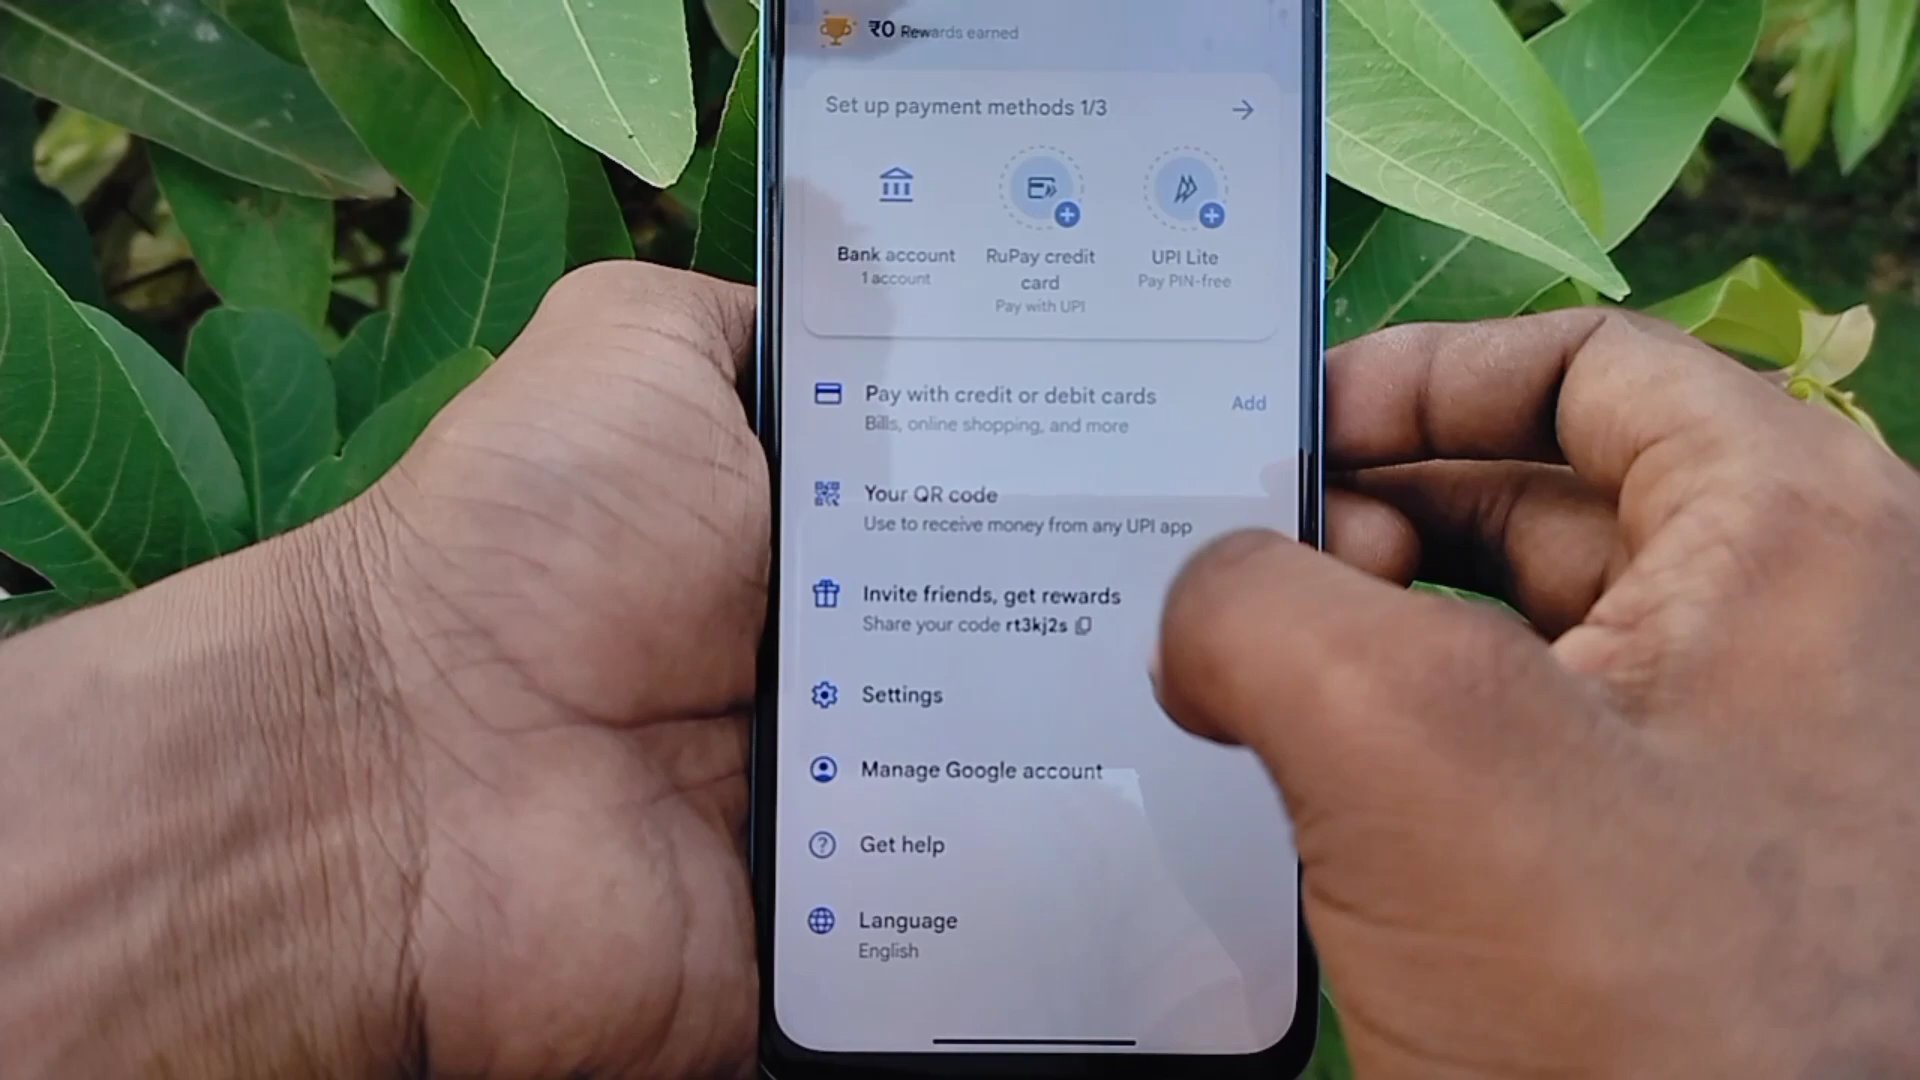 ₹0 Rewards earned
Set up payment methods 1/3
Bank account
1 account
RuPay credit
card
Pay with UPI
UPI Lite
Pay PIN-free
Pay with credit or debit cards
Bills, online shopping, and more
Add
Your QR code
Use to receive money from any UPI app
Invite friends, get rewards
Share your code rt3kj2s
Settings
Manage Google account
Get help
Language
English